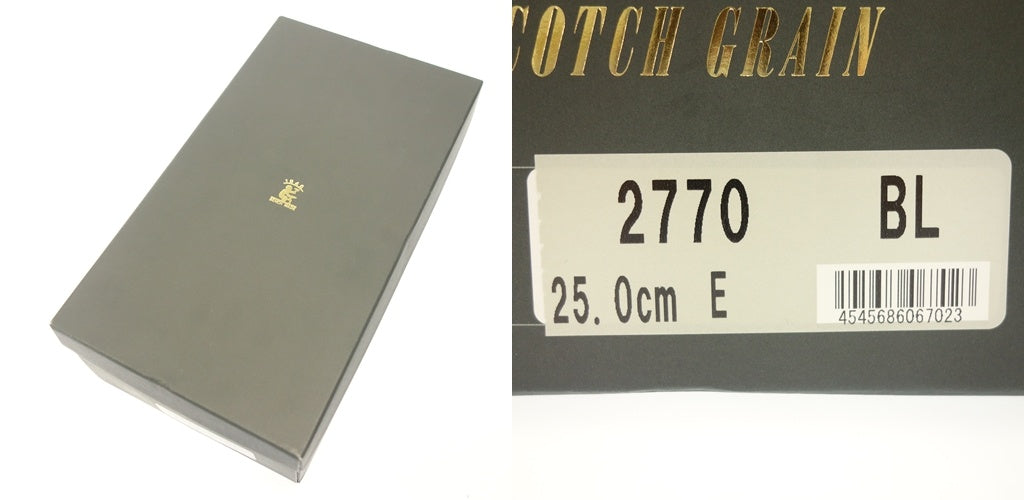 COTCH GRAIN
2770 BL
25.0cm E
4545686067023